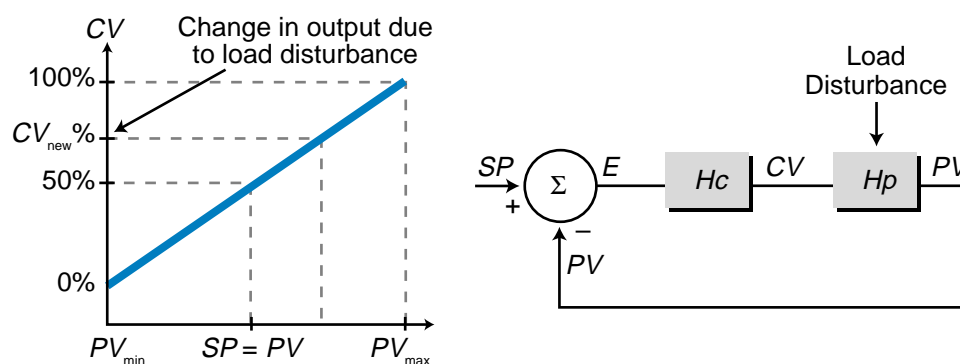 CV
Change in output due
to load disturbance
100%
CVnew%
50%
0%
PVmin
SP = PV
PVmax
Load
Disturbance
SP
+
Σ
E
Hc
CV
Hp
PV
−
PV